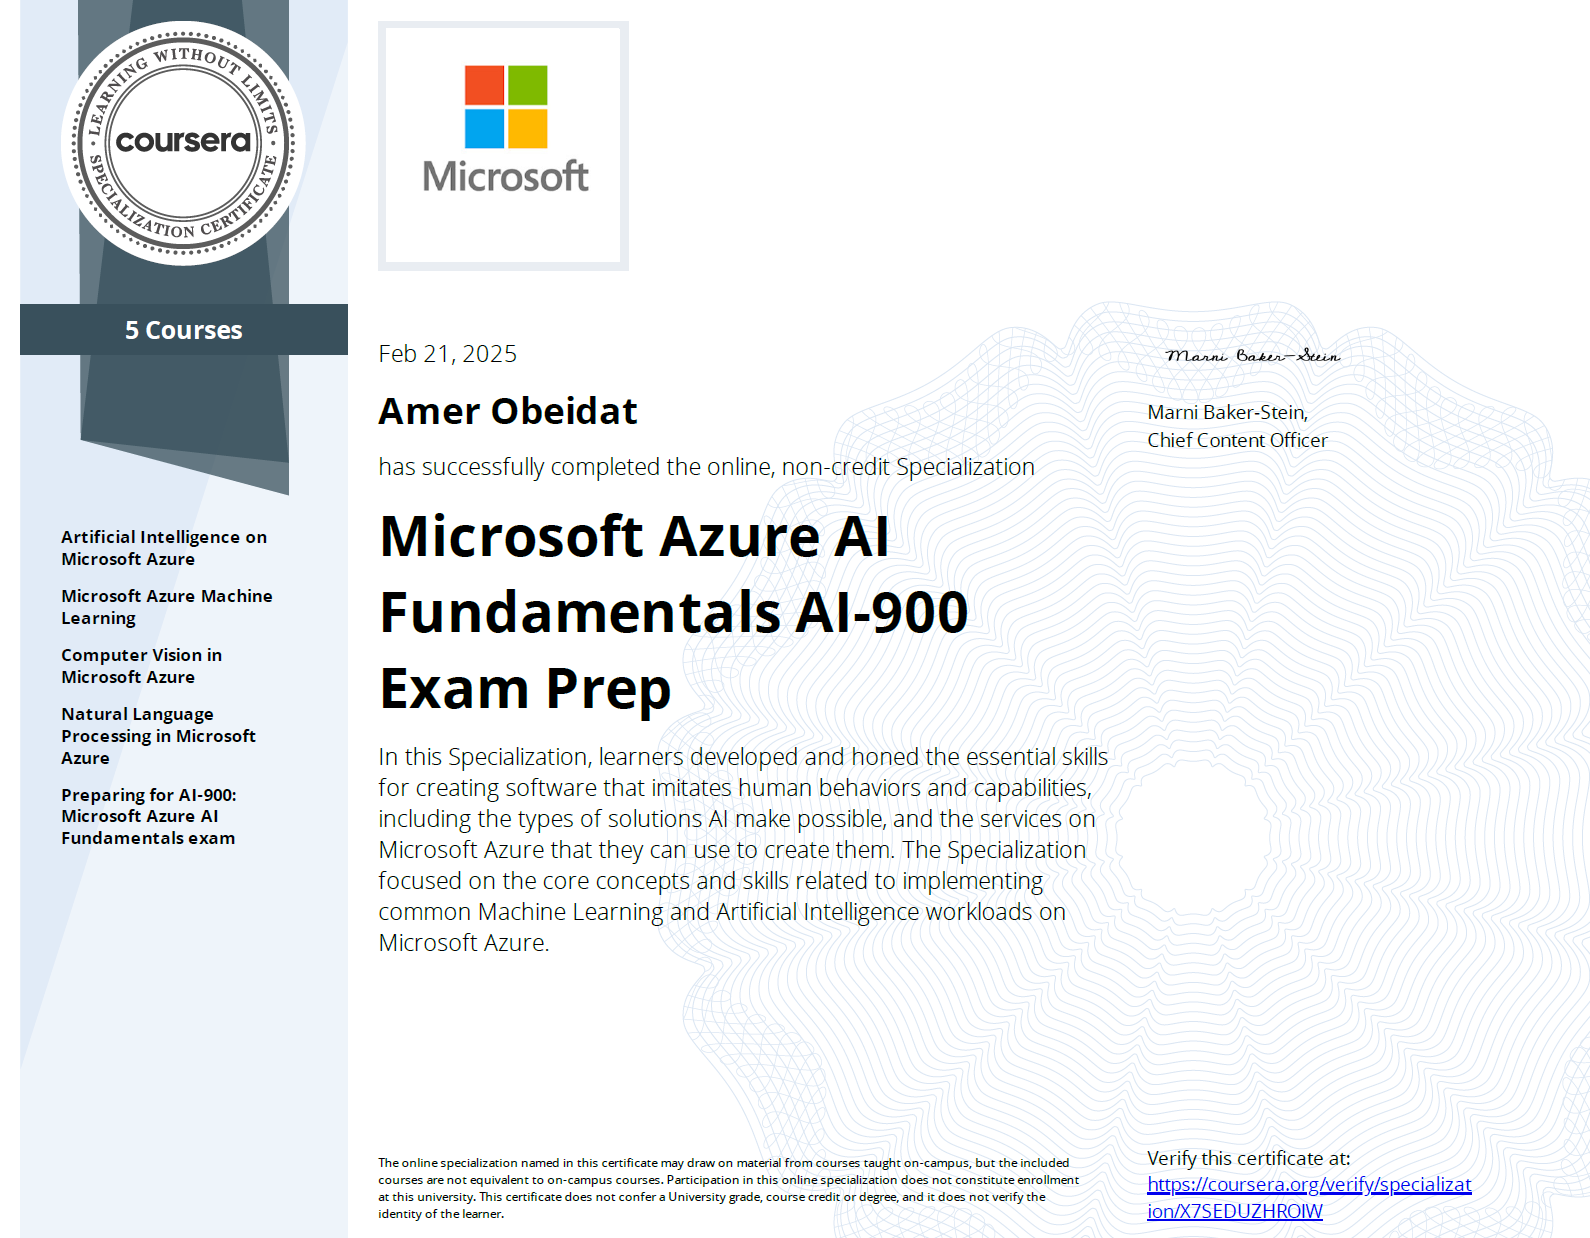 LEARNING WITHOUT LIMITS
coursera
SPECIALIZATION CERTIFICATE
5 Courses
Artificial Intelligence on
Microsoft Azure
Microsoft Azure Machine
Learning
Computer Vision in
Microsoft Azure
Natural Language
Processing in Microsoft
Azure
Preparing for AI-900:
Microsoft Azure AI
Fundamentals exam
Microsoft
Feb 21, 2025
Amer Obeidat
has successfully completed the online, non-credit Specialization
Microsoft Azure AI
Fundamentals AI-900
Exam Prep
In this Specialization, learners developed and honed the essential skills
for creating software that imitates human behaviors and capabilities,
including the types of solutions AI make possible, and the services on
Microsoft Azure that they can use to create them. The Specialization
focused on the core concepts and skills related to implementing
common Machine Learning and Artificial Intelligence workloads on
Microsoft Azure.
Marni Baker-Stein
Marni Baker-Stein,
Chief Content Officer
The online specialization named in this certificate may draw on material from courses taught on-campus, but the included
courses are not equivalent to on-campus courses. Participation in this online specialization does not constitute enrollment
at this university. This certificate does not confer a University grade, course credit or degree, and it does not verify the
identity of the learner.
Verify this certificate at:
https://coursera.org/verify/specializat
ion/X7SEDUZHROIW